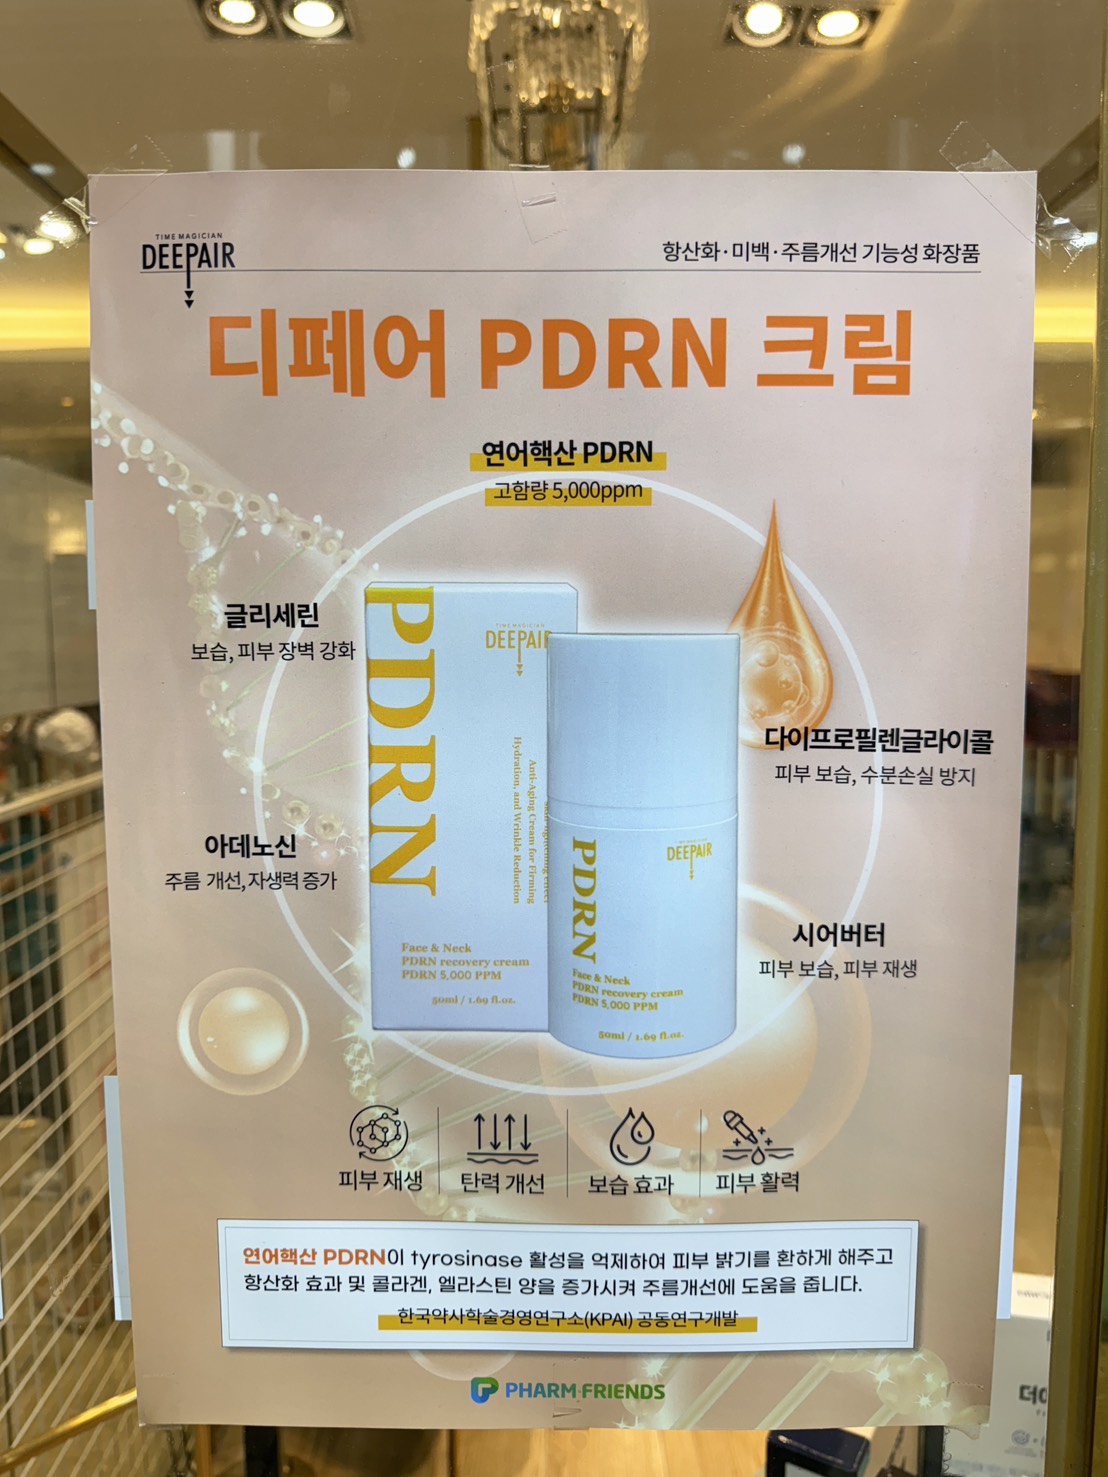 TIME MAGICIAN
DEEPAIR
항산화·미백·주름개선 기능성 화장품
디페어 PDRN 크림
연어핵산 PDRN
고함량 5,000ppm
글리세린
보습, 피부 장벽 강화
다이프로필렌글라이콜
피부 보습, 수분손실 방지
아데노신
주름 개선, 자생력 증가
시어버터
피부 보습, 피부 재생
PDRN
TIME MAGICIAN
DEEPAIR
Anti-Aging Cream for Firming
Hydration, and Wrinkle Reduction
Face & Neck
PDRN recovery cream
PDRN 5,000 PPM
50ml / 1.69 fl.oz.
DEEPAIR
PDRN
Face & Neck
PDRN recovery cream
PDRN 5,000 PPM
50ml / 1.69 fl.oz.
피부 재생
탄력 개선
보습 효과
피부 활력
연어핵산 PDRN이 tyrosinase 활성을 억제하여 피부 밝기를 환하게 해주고
항산화 효과 및 콜라겐, 엘라스틴 양을 증가시켜 주름개선에 도움을 줍니다.
한국약사학술경영연구소(KPAI) 공동연구개발
PHARM·FRIENDS